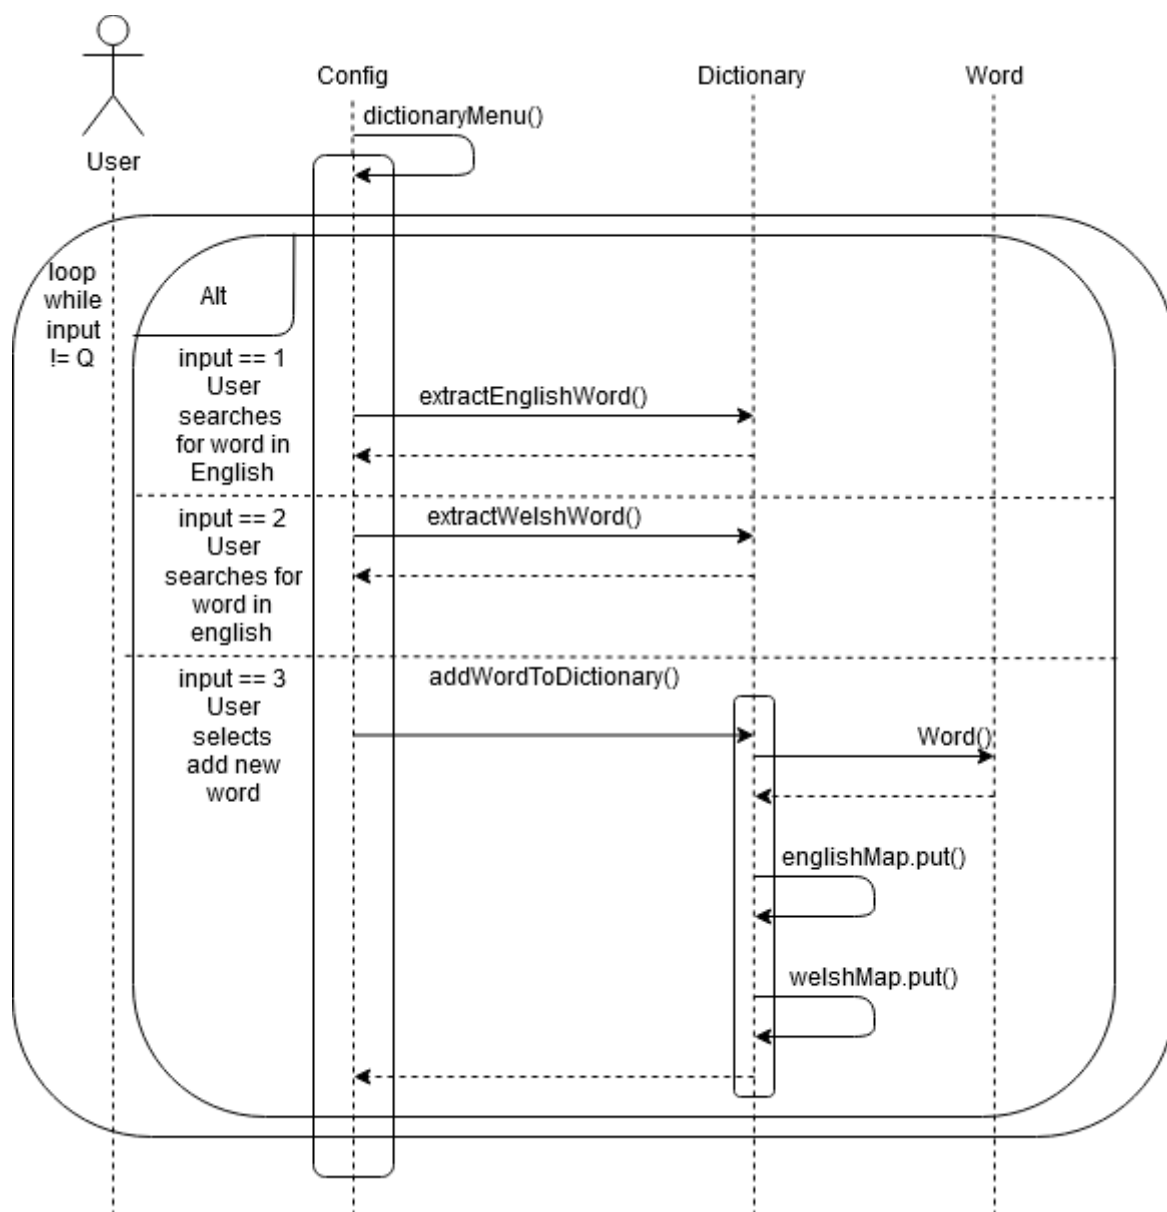 Config
Dictionary
Word
dictionaryMenu()
User
loop
while
input
!= Q
Alt
input == 1
User
searches
for word in
English
extractEnglishWord()
input == 2
User
searches for
word in
english
extractWelshWord()
input == 3
User
selects
add new
word
addWordToDictionary()
Word()
englishMap.put()
welshMap.put()